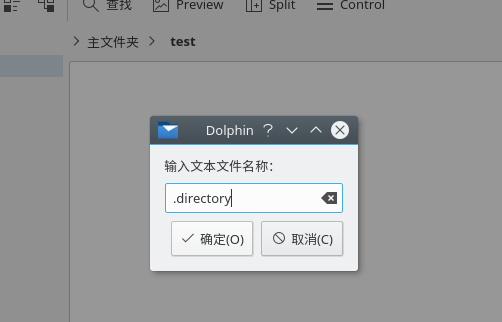 查找 Preview Split Control
主文件夹 test
Dolphin
输入文本文件名称：
.directory
确定(O) 取消(C)